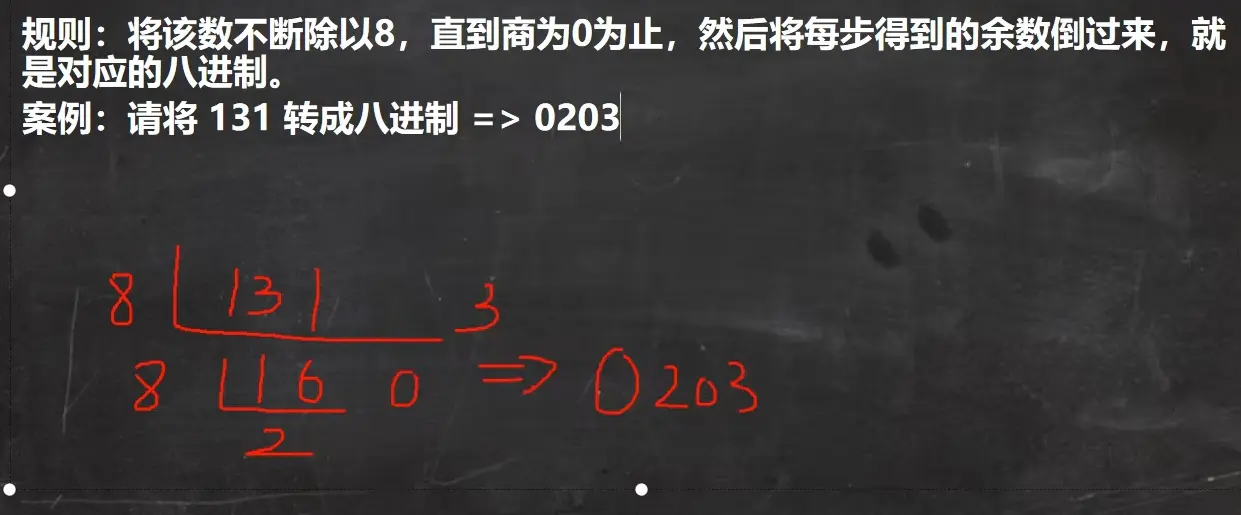 规则：将该数不断除以8，直到商为0为止，然后将每步得到的余数倒过来，就
是对应的八进制。
案例：请将 131 转成八进制 => 0203
8 131 3
8 16 0 => 0203
2